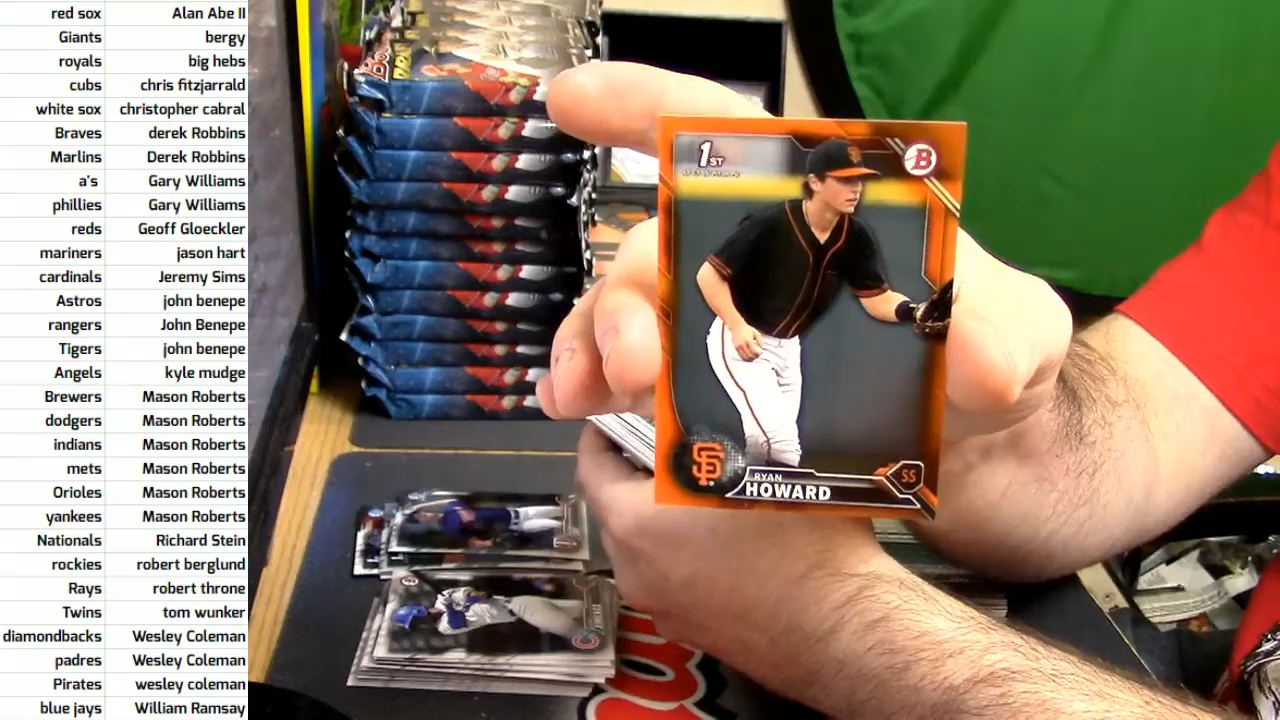 red sox Alan Abe II
Giants bergy
royals big hebs
cubs chris fitzjarrald
white sox christopher cabral
Braves derek Robbins
Marlins Derek Robbins
a's Gary Williams
phillies Gary Williams
reds Geoff Gloeckler
mariners jason hart
cardinals Jeremy Sims
Astros john benepe
rangers John Benepe
Tigers john benepe
Angels kyle mudge
Brewers Mason Roberts
dodgers Mason Roberts
indians Mason Roberts
mets Mason Roberts
Orioles Mason Roberts
yankees Mason Roberts
Nationals Richard Stein
rockies robert berglund
Rays robert throne
Twins tom wunker
diamondbacks Wesley Coleman
padres Wesley Coleman
Pirates wesley coleman
blue jays William Ramsay
1ST
BOWMAN
B
SF
RYAN
HOWARD
SS